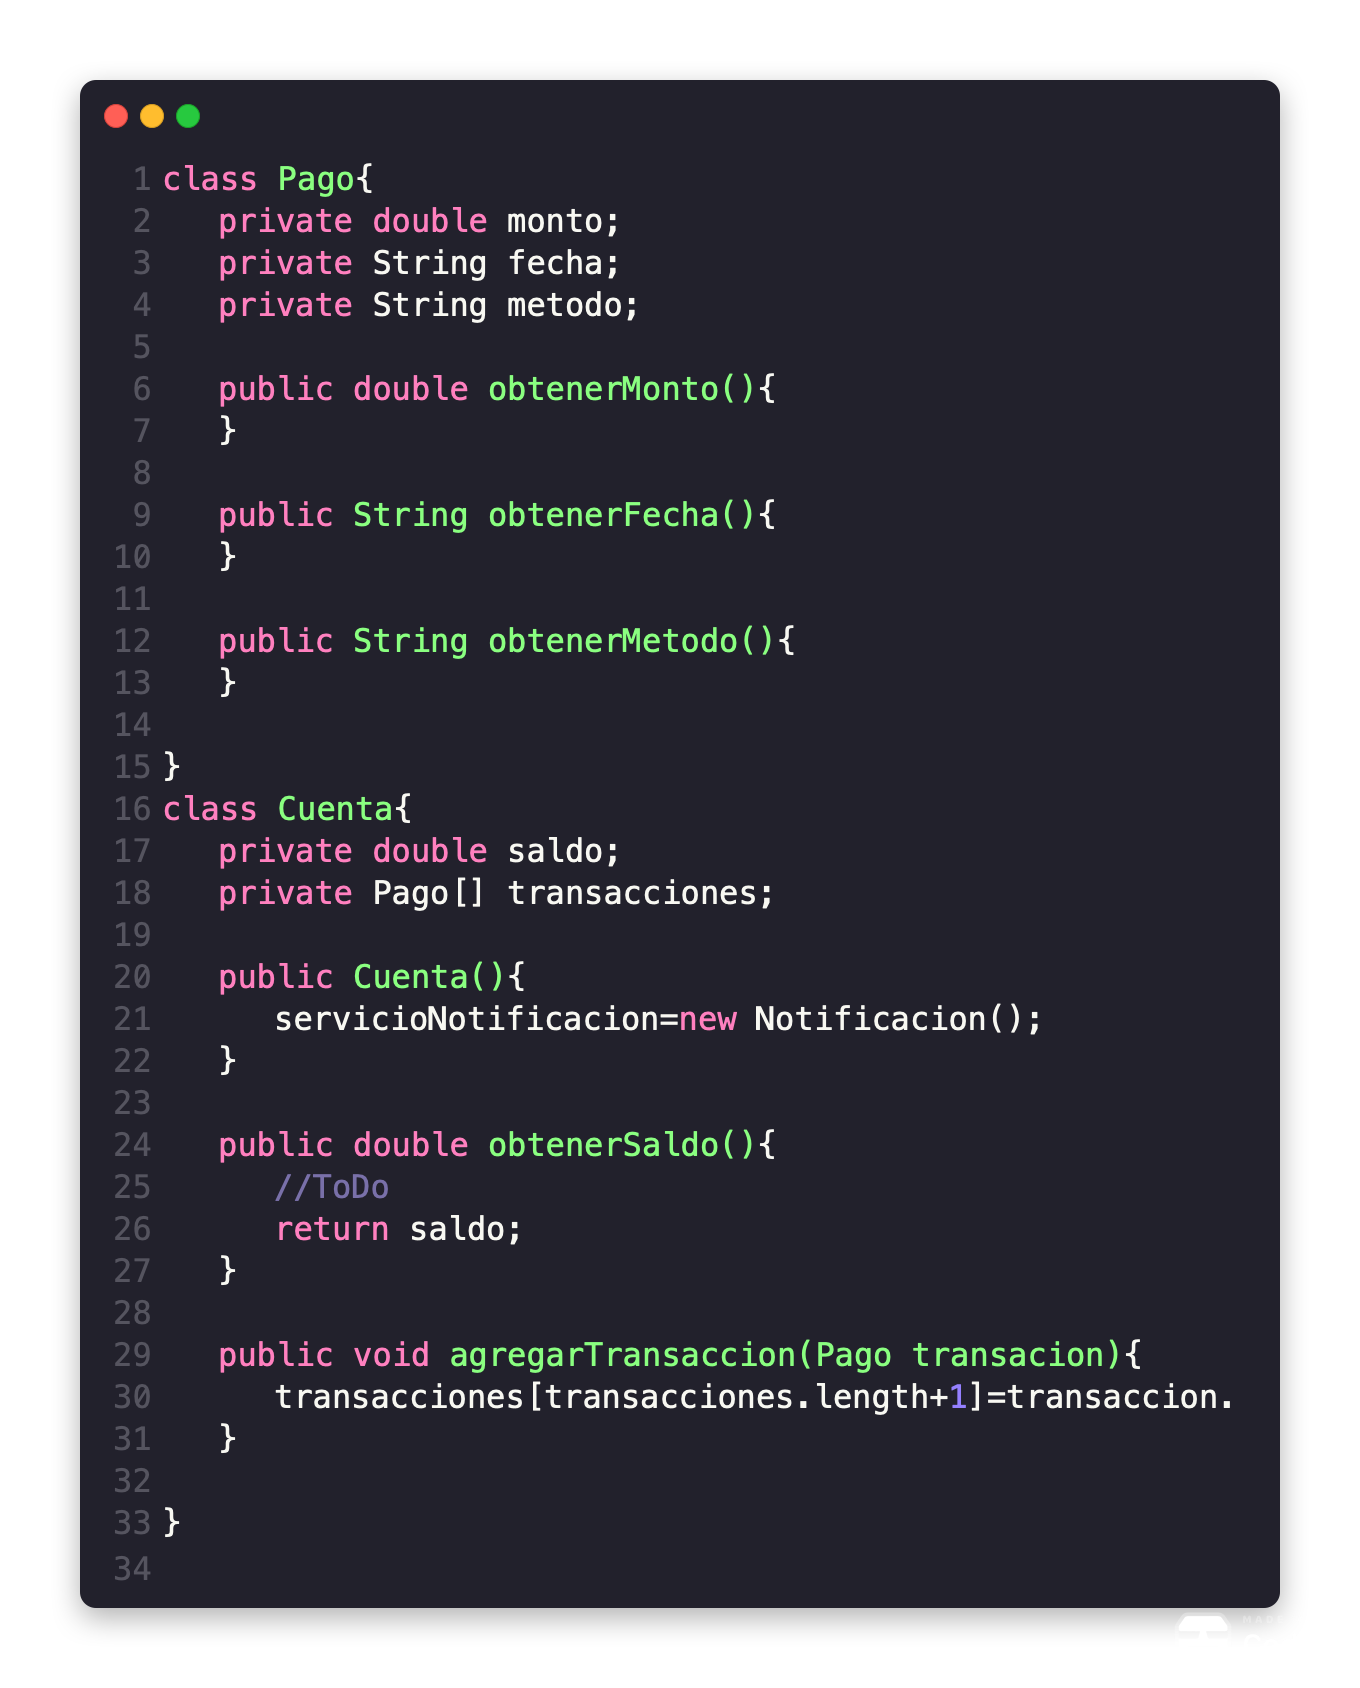 1 class Pago{
2 private double monto;
3 private String fecha;
4 private String metodo;
5
6 public double obtenerMonto(){
7 }
8
9 public String obtenerFecha(){
10 }
11
12 public String obtenerMetodo(){
13 }
14
15 }
16 class Cuenta{
17 private double saldo;
18 private Pago[] transacciones;
19
20 public Cuenta(){
21 servicioNotificacion=new Notificacion();
22 }
23
24 public double obtenerSaldo(){
25 //ToDo
26 return saldo;
27 }
28
29 public void agregarTransaccion(Pago transacion){
30 transacciones[transacciones.length+1]=transaccion.
31 }
32
33 }
34